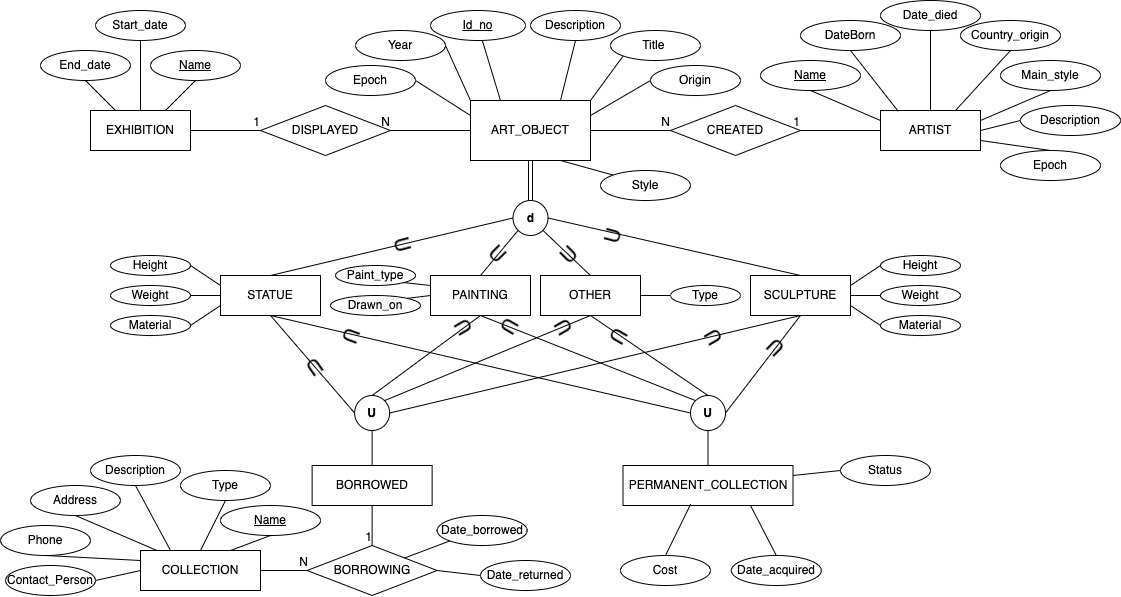 Start_date
End_date
Name
EXHIBITION
1
DISPLAYED
N
Id_no
Description
Year
Title
Epoch
Origin
ART_OBJECT
Style
N
CREATED
1
Date_died
DateBorn
Country_origin
Name
Main_style
Description
ARTIST
Epoch
d
Height
Weight
Material
STATUE
Paint_type
Drawn_on
PAINTING
OTHER
Type
SCULPTURE
Height
Weight
Material
U
U
BORROWED
PERMANENT_COLLECTION
Status
Cost
Date_acquired
Description
Type
Address
Name
Phone
Contact_Person
COLLECTION
N
1
BORROWING
Date_borrowed
Date_returned